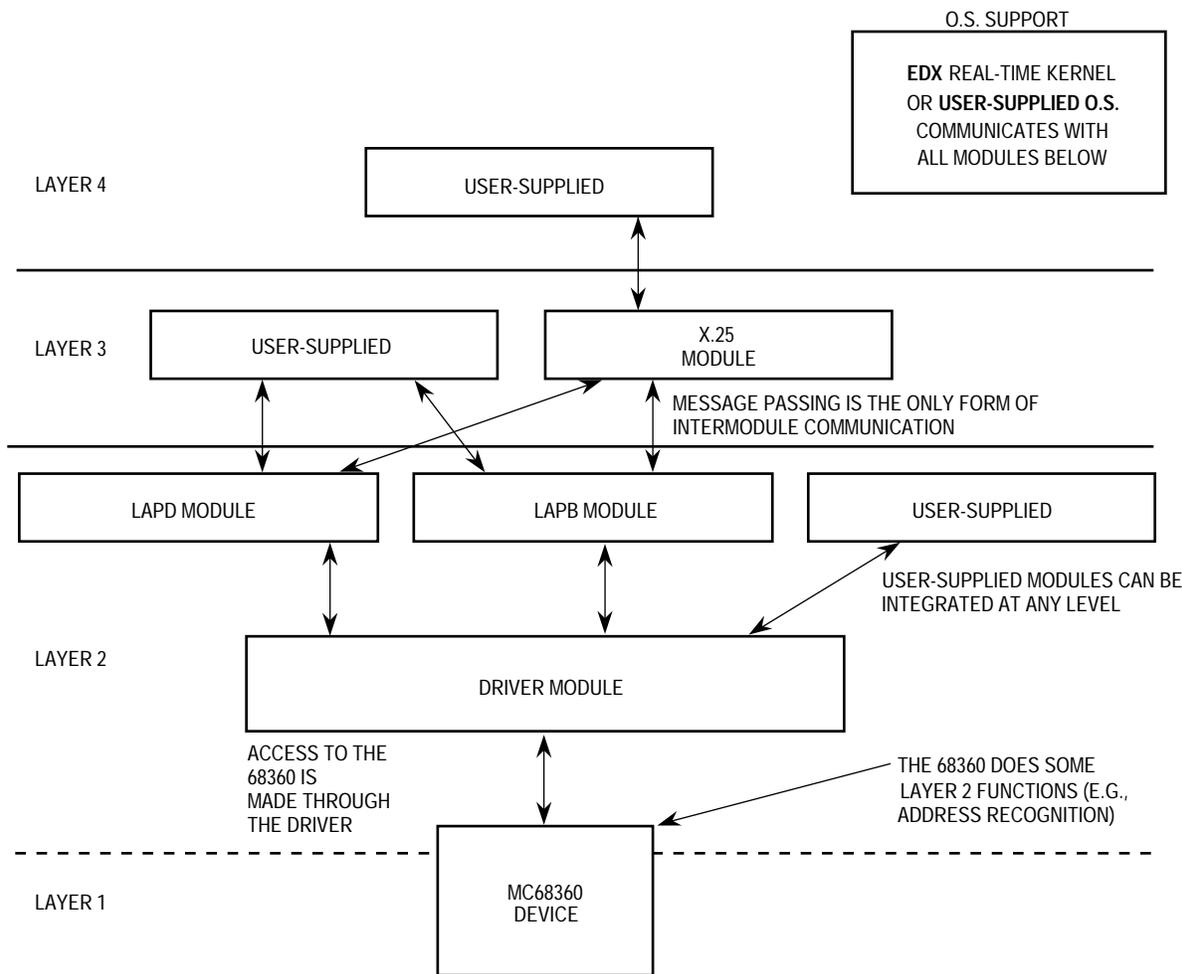 O.S. SUPPORT
EDX REAL-TIME KERNEL
OR USER-SUPPLIED O.S.
COMMUNICATES WITH
ALL MODULES BELOW
LAYER 4
USER-SUPPLIED
LAYER 3
USER-SUPPLIED
X.25
MODULE
MESSAGE PASSING IS THE ONLY FORM OF
INTERMODULE COMMUNICATION
LAPD MODULE
LAPB MODULE
USER-SUPPLIED
USER-SUPPLIED MODULES CAN BE
INTEGRATED AT ANY LEVEL
LAYER 2
DRIVER MODULE
ACCESS TO THE
68360 IS
MADE THROUGH
THE DRIVER
THE 68360 DOES SOME
LAYER 2 FUNCTIONS (E.G.,
ADDRESS RECOGNITION)
LAYER 1
MC68360
DEVICE